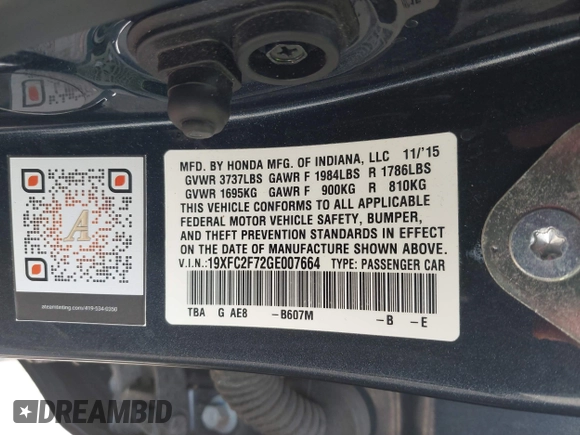 MFD. BY HONDA MFG. OF INDIANA, LLC 11/'15
GVWR 3737LBS GAWR F 1984LBS R 1786LBS
GVWR 1695KG GAWR F 900KG R 810KG
THIS VEHICLE CONFORMS TO ALL APPLICABLE
FEDERAL MOTOR VEHICLE SAFETY, BUMPER,
AND THEFT PREVENTION STANDARDS IN EFFECT
ON THE DATE OF MANUFACTURE SHOWN ABOVE.
V.I.N.:19XFC2F72GE007664 TYPE: PASSENGER CAR
TBA G AE8 -B607M -B -E
A
DREAMBID